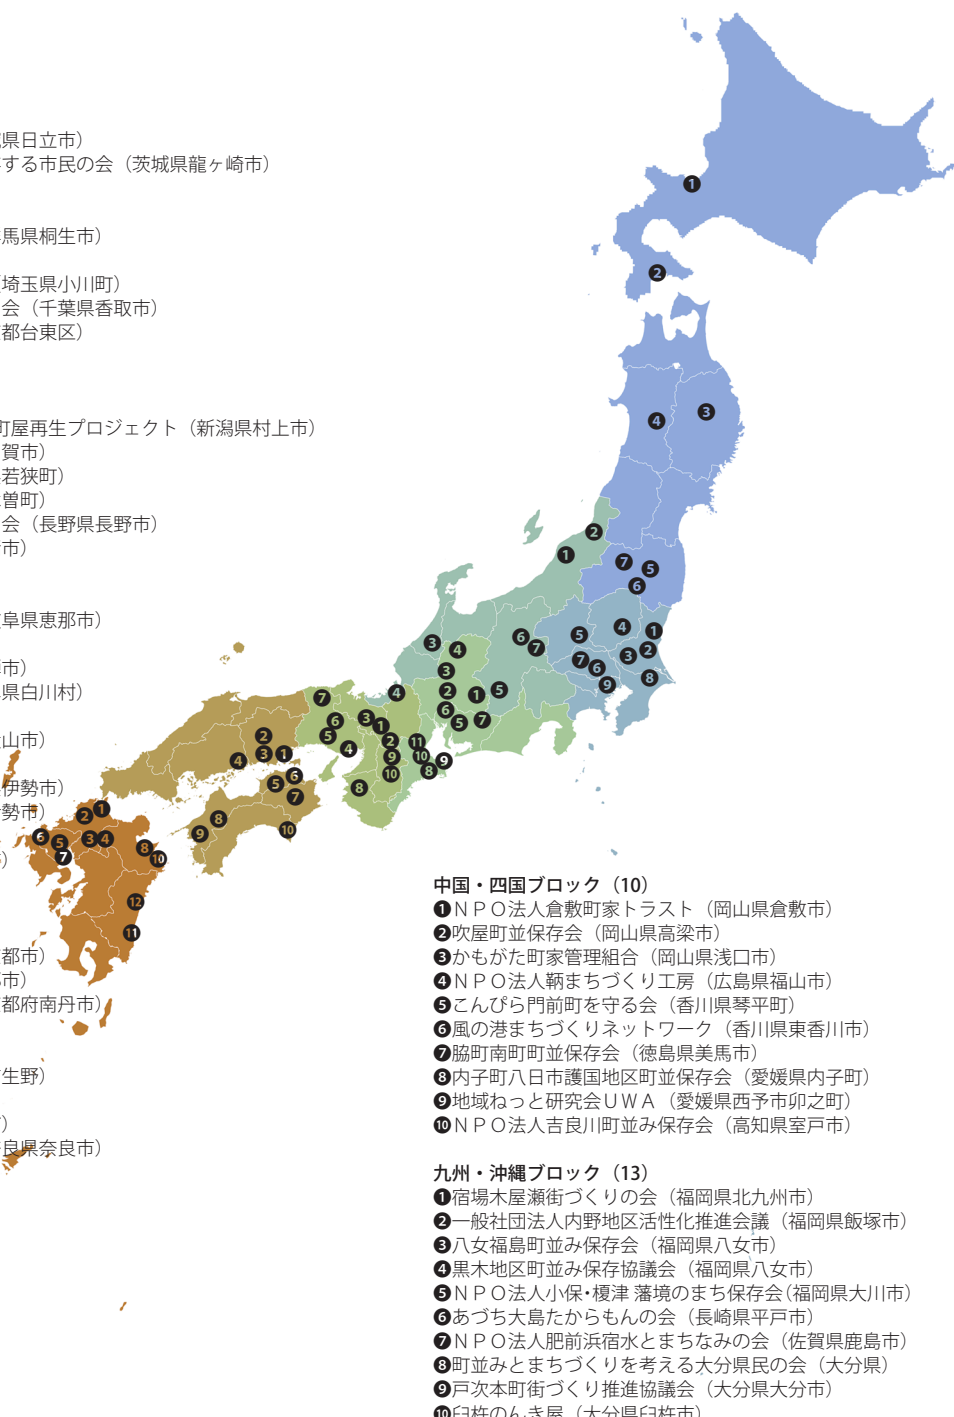 県日立市）
する市民の会（茨城県龍ヶ崎市）
馬県桐生市）
埼玉県小川町）
会（千葉県香取市）
都台東区）
町屋再生プロジェクト（新潟県村上市）
賀市）
若狭町）
曽町）
会（長野県長野市）
市）
阜県恵那市）
市）
県白川村）
山市）
伊勢市）
勢市）
）
都市）
市）
都府南丹市）
生野）
）
良県奈良市）
中国・四国ブロック（10）
❶ＮＰＯ法人倉敷町家トラスト（岡山県倉敷市）
❷吹屋町並保存会（岡山県高梁市）
❸かもがた町家管理組合（岡山県浅口市）
❹ＮＰＯ法人鞆まちづくり工房（広島県福山市）
❺こんぴら門前町を守る会（香川県琴平町）
❻風の港まちづくりネットワーク（香川県東香川市）
❼脇町南町町並保存会（徳島県美馬市）
❽内子町八日市護国地区町並保存会（愛媛県内子町）
❾地域ねっと研究会ＵＷＡ（愛媛県西予市卯之町）
❿ＮＰＯ法人吉良川町並み保存会（高知県室戸市）
九州・沖縄ブロック（13）
❶宿場木屋瀬街づくりの会（福岡県北九州市）
❷一般社団法人内野地区活性化推進会議（福岡県飯塚市）
❸八女福島町並み保存会（福岡県八女市）
❹黒木地区町並み保存協議会（福岡県八女市）
❺ＮＰＯ法人小保・榎津 藩境のまち保存会（福岡県大川市）
❻あづち大島たからもんの会（長崎県平戸市）
❼ＮＰＯ法人肥前浜宿水とまちなみの会（佐賀県鹿島市）
❽町並みとまちづくりを考える大分県民の会（大分県）
❾戸次本町街づくり推進協議会（大分県大分市）
❿臼杵のんき屋（大分県臼杵市）